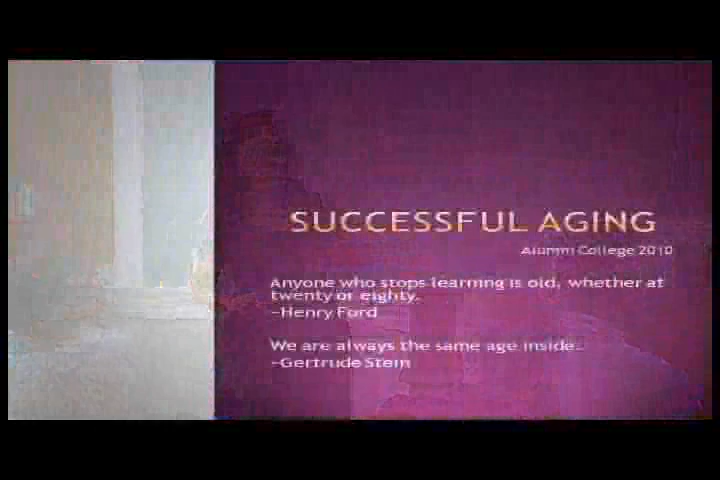 SUCCESSFUL AGING
Alumni College 2010
Anyone who stops learning is old, whether at
twenty or eighty.
-Henry Ford
We are always the same age inside.
-Gertrude Stein